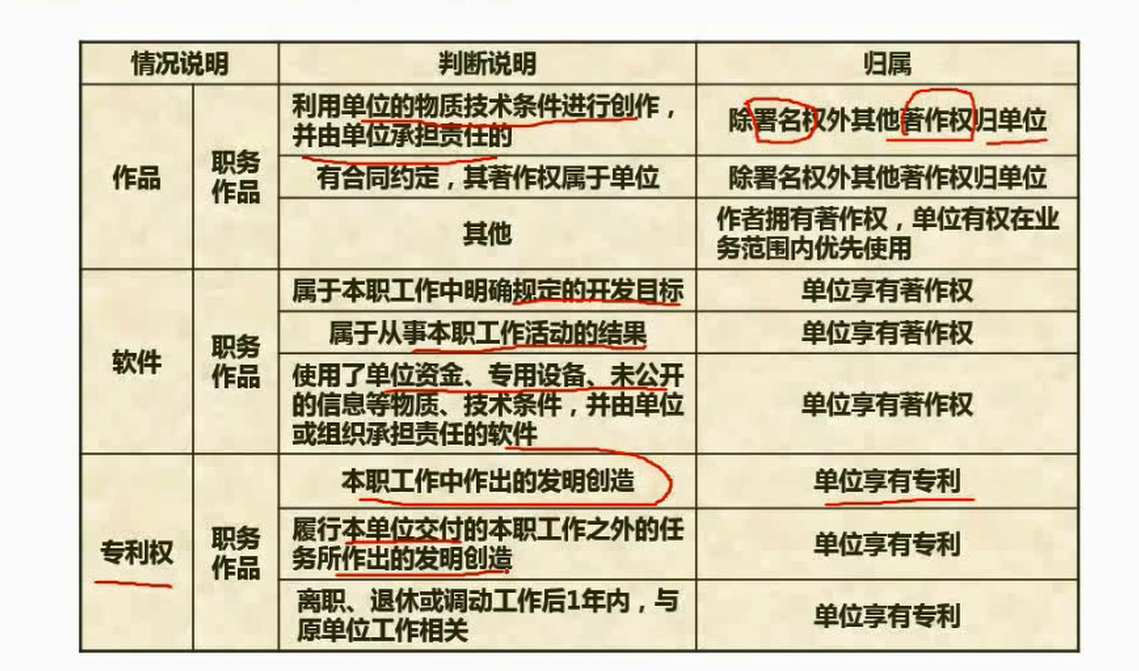 情况说明 判断说明 归属
作品
职务
作品
利用单位的物质技术条件进行创作，
并由单位承担责任的
除署名权外其他著作权归单位
有合同约定，其著作权属于单位
除署名权外其他著作权归单位
其他
作者拥有著作权，单位有权在业
务范围内优先使用
软件
职务
作品
属于本职工作中明确规定的开发目标
单位享有著作权
属于从事本职工作活动的结果
单位享有著作权
使用了单位资金、专用设备、未公开
的信息等物质、技术条件，并由单位
或组织承担责任的软件
单位享有著作权
专利权
职务
作品
本职工作中作出的发明创造
单位享有专利
履行本单位交付的本职工作之外的任
务所作出的发明创造
单位享有专利
离职、退休或调动工作后1年内，与
原单位工作相关
单位享有专利